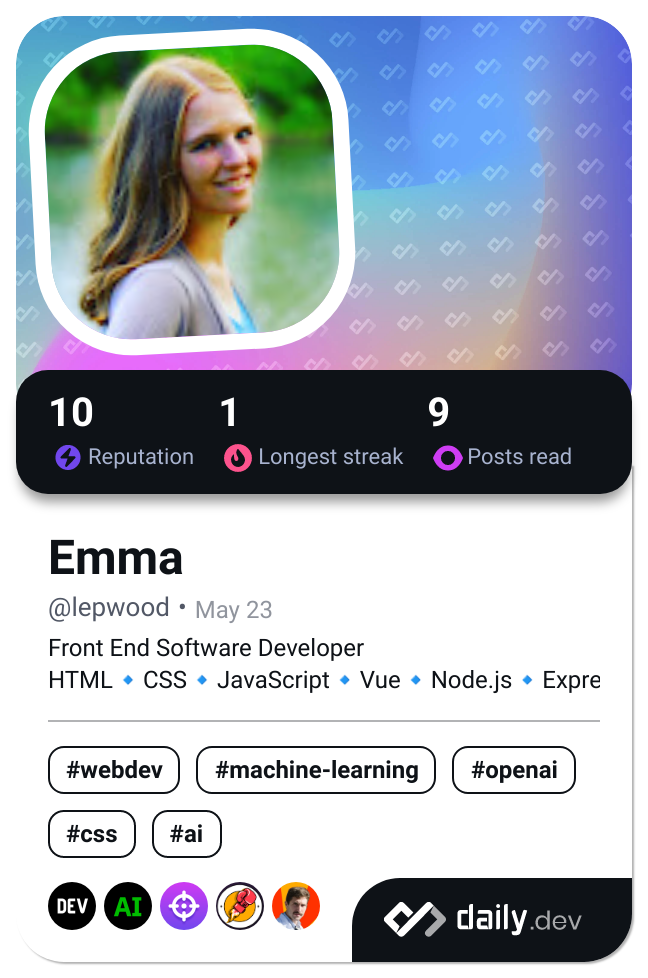 10 1 9
Reputation Longest streak Posts read
Emma
@lepwood • May 23
Front End Software Developer
HTML 🔹 CSS 🔹 JavaScript 🔹 Vue 🔹 Node.js 🔹 Expre
#webdev #machine-learning #openai
#css #ai
DEV AI daily.dev